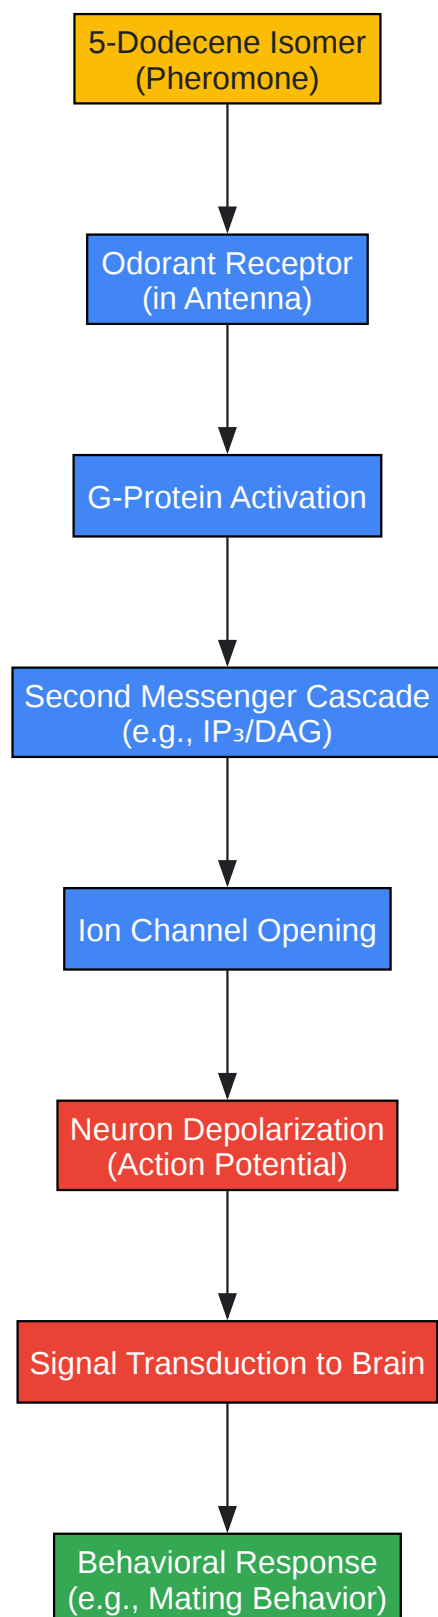 5-Dodecene Isomer
(Pheromone)
Odorant Receptor
(in Antenna)
G-Protein Activation
Second Messenger Cascade
(e.g., IP₃/DAG)
Ion Channel Opening
Neuron Depolarization
(Action Potential)
Signal Transduction to Brain
Behavioral Response
(e.g., Mating Behavior)